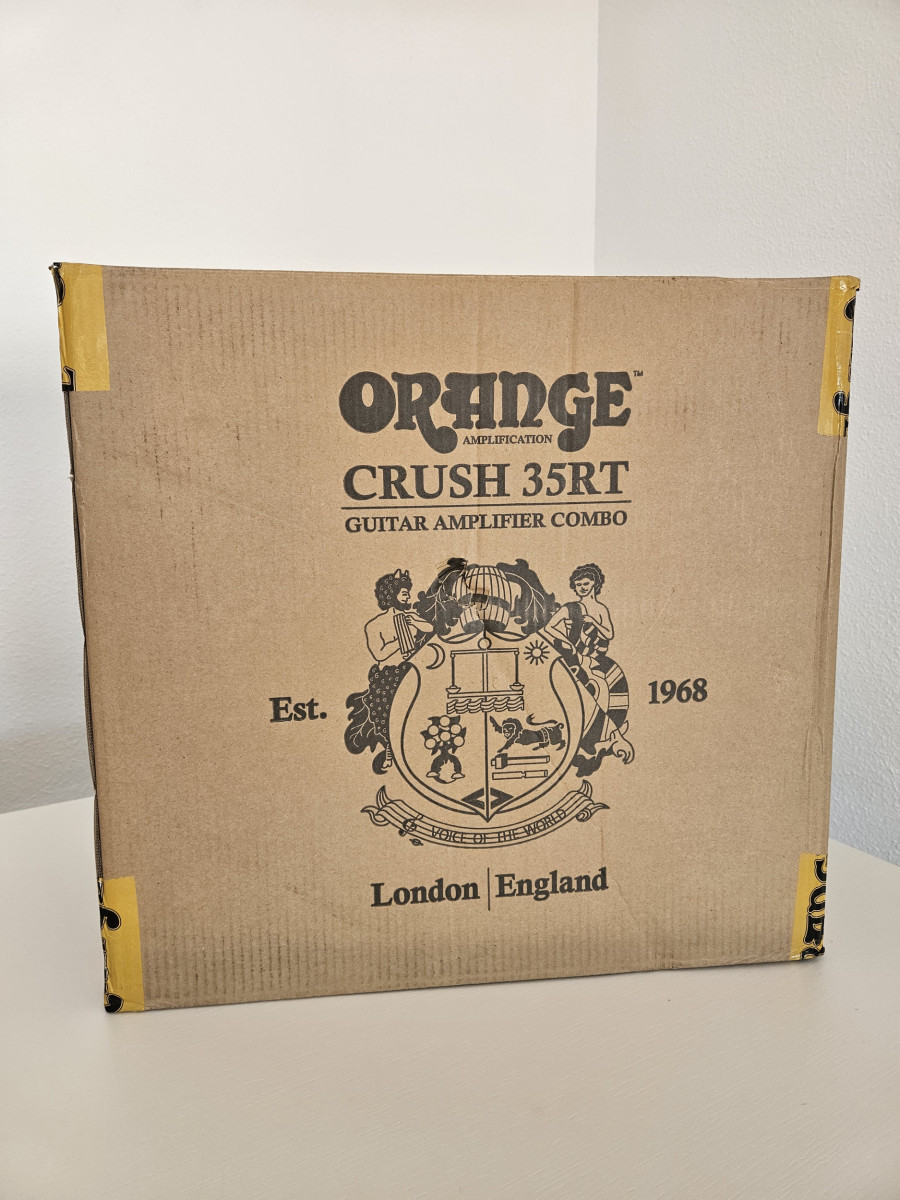 ORANGE™
AMPLIFICATION
CRUSH 35RT
GUITAR AMPLIFIER COMBO
Est. 1968
VOICE OF THE WORLD
London | England